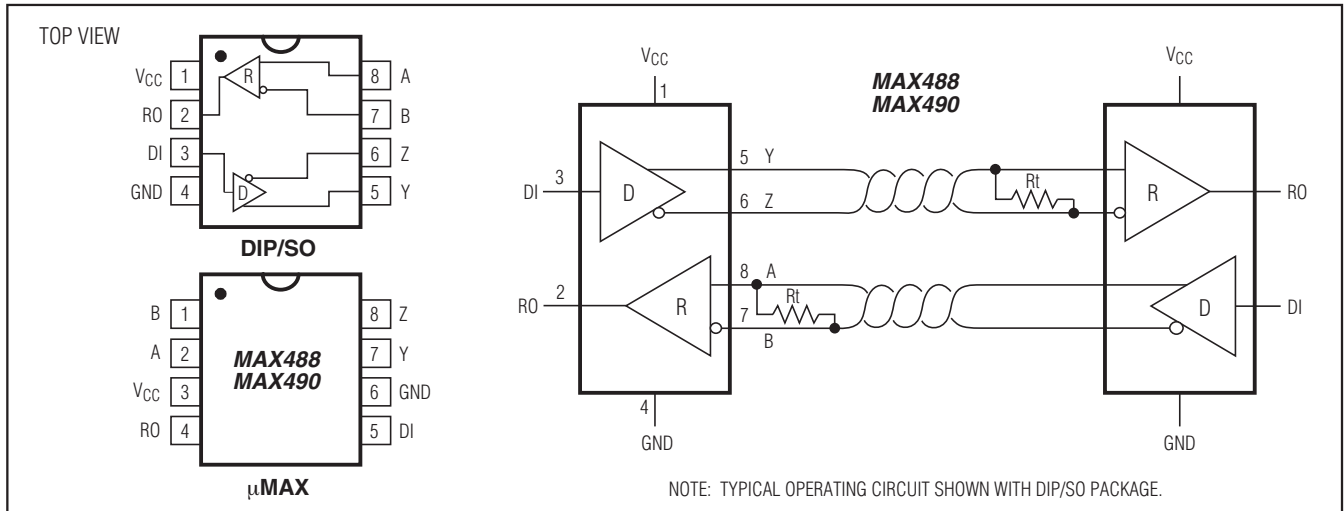 TOP VIEW
VCC 1
RO 2
DI 3
GND 4
R
D
8 A
7 B
6 Z
5 Y
DIP/SO
B 1
A 2
VCC 3
RO 4
MAX488
MAX490
8 Z
7 Y
6 GND
5 DI
µMAX
VCC
1
MAX488
MAX490
VCC
DI 3
D
5 Y
6 Z
Rt
R
RO
RO 2
R
8 A
7
B
Rt
D
DI
4
GND
GND
NOTE: TYPICAL OPERATING CIRCUIT SHOWN WITH DIP/SO PACKAGE.